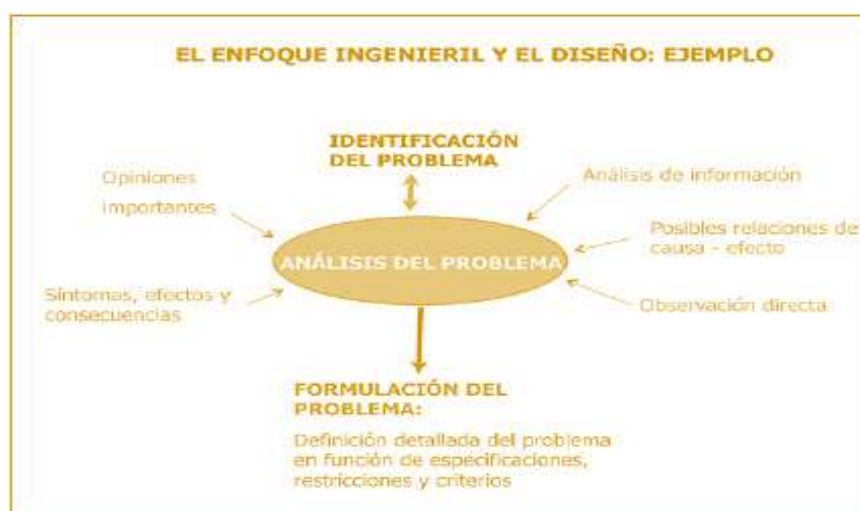 EL ENFOQUE INGENIERIL Y EL DISEÑO: EJEMPLO
IDENTIFICACIÓN
DEL PROBLEMA
Opiniones
importantes
Análisis de información
Posibles relaciones de
causa - efecto
ANÁLISIS DEL PROBLEMA
Síntomas, efectos y
consecuencias
Observación directa
FORMULACIÓN DEL
PROBLEMA:
Definición detallada del problema
en función de especificaciones,
restricciones y criterios